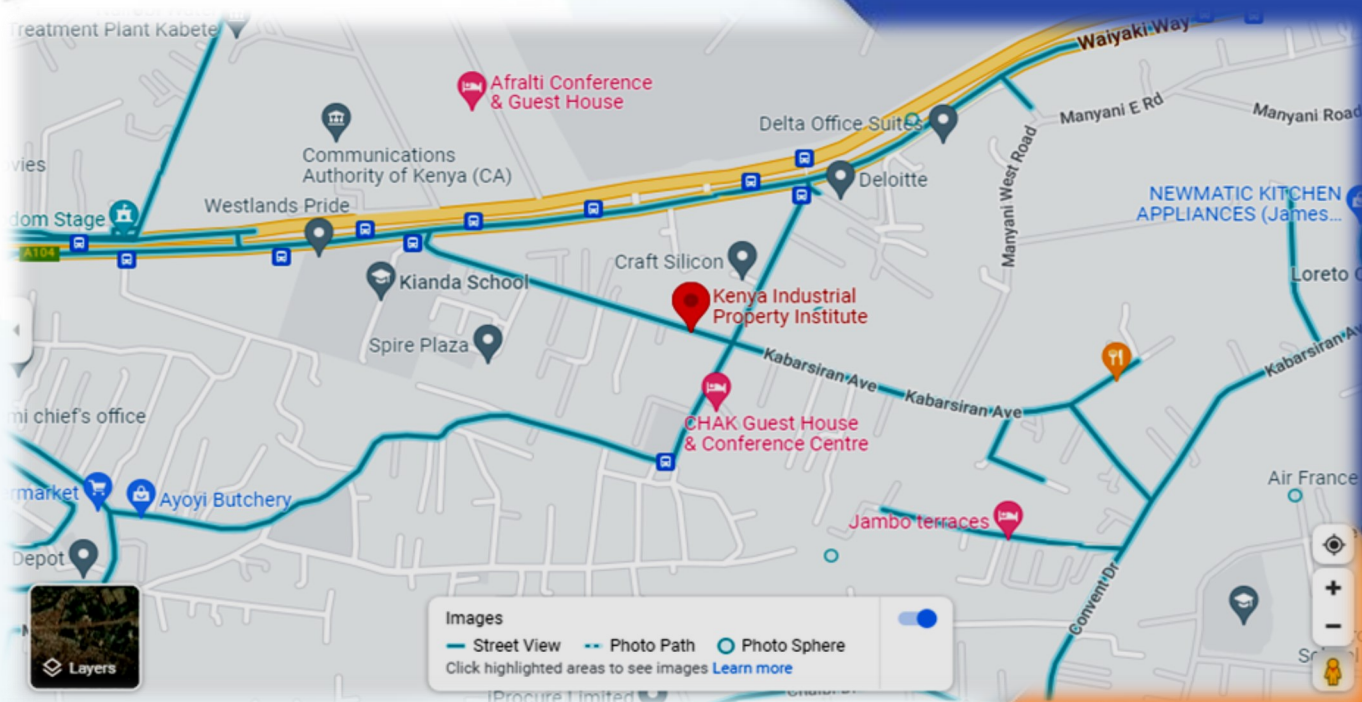 Treatment Plant Kabete
Waiyaki Way
Afralti Conference
& Guest House
Manyani E Rd
Manyani Road
Delta Office Suites
Communications
Authority of Kenya (CA)
Manyani West Road
Deloitte
NEWMATIC KITCHEN
APPLIANCES (James...
Westlands Pride
dom Stage
A104
Craft Silicon
Kianda School
Loreto
Kenya Industrial
Property Institute
Spire Plaza
Kabarsiran Ave
Kabarsiran Ave
Kabarsiran Av
mi chief's office
CHAK Guest House
& Conference Centre
Air France
ermarket
Ayoyi Butchery
Jambo terraces
Depot
Convent Dr
Images
Street View
Photo Path
Photo Sphere
Click highlighted areas to see images Learn more
Layers
iProcure Limited